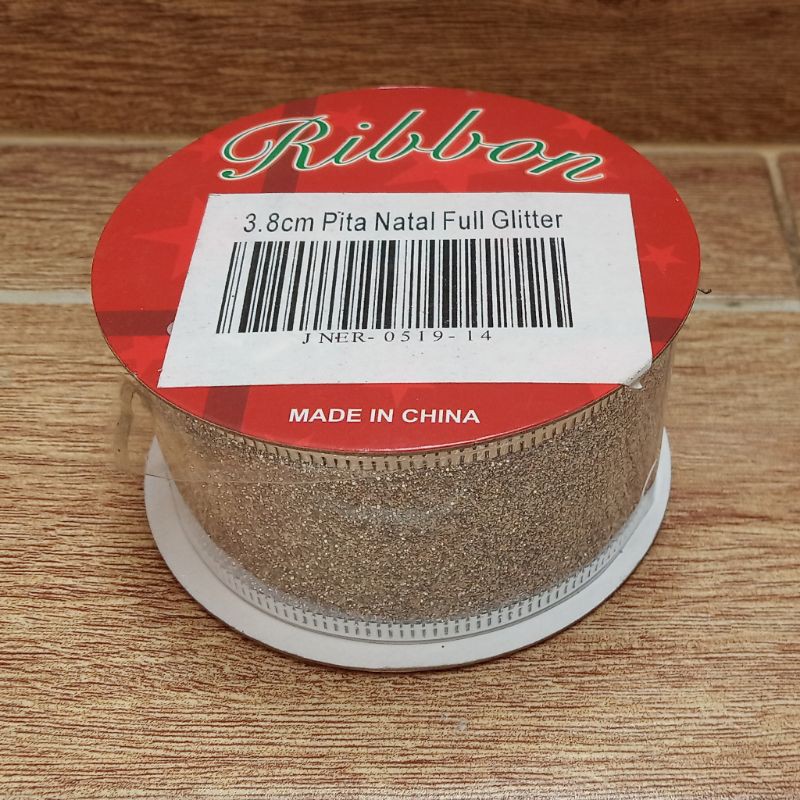 Ribbon
3.8cm Pita Natal Full Glitter
JNER-0519-14
MADE IN CHINA